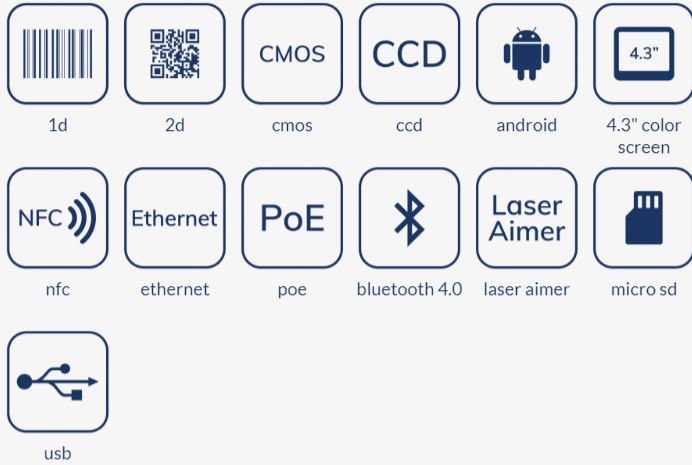 CMOS
CCD
4.3”
1d
2d
cmos
ccd
android
4.3" color
screen
NFC
Ethernet
PoE
Laser
Aimer
nfc
ethernet
poe
bluetooth 4.0
laser aimer
micro sd
usb